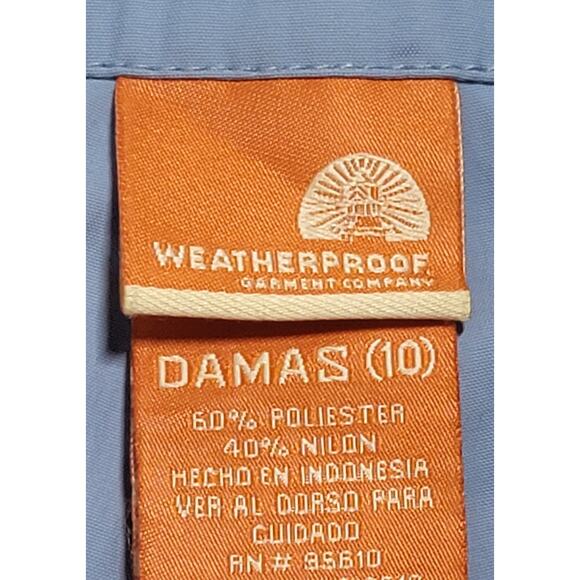 WEATHERPROOF
GARMENT COMPANY
DAMAS (10)
60% POLIESTER
40% NILON
HECHO EN INDONESIA
VER AL DORSO PARA
CUIDADO
RN # 95610